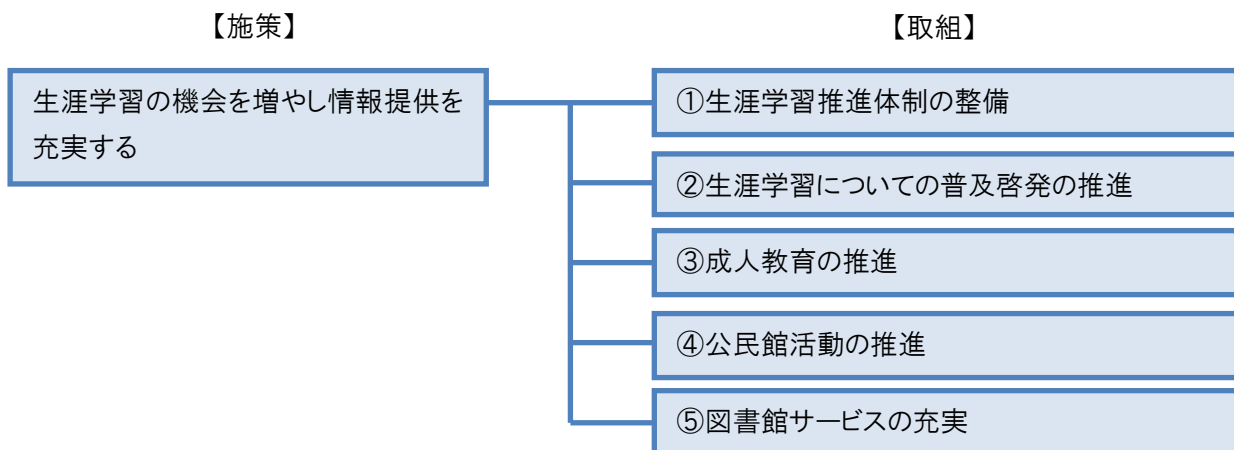 【施策】
【取組】
生涯学習の機会を増やし情報提供を
充実する
①生涯学習推進体制の整備
②生涯学習についての普及啓発の推進
③成人教育の推進
④公民館活動の推進
⑤図書館サービスの充実